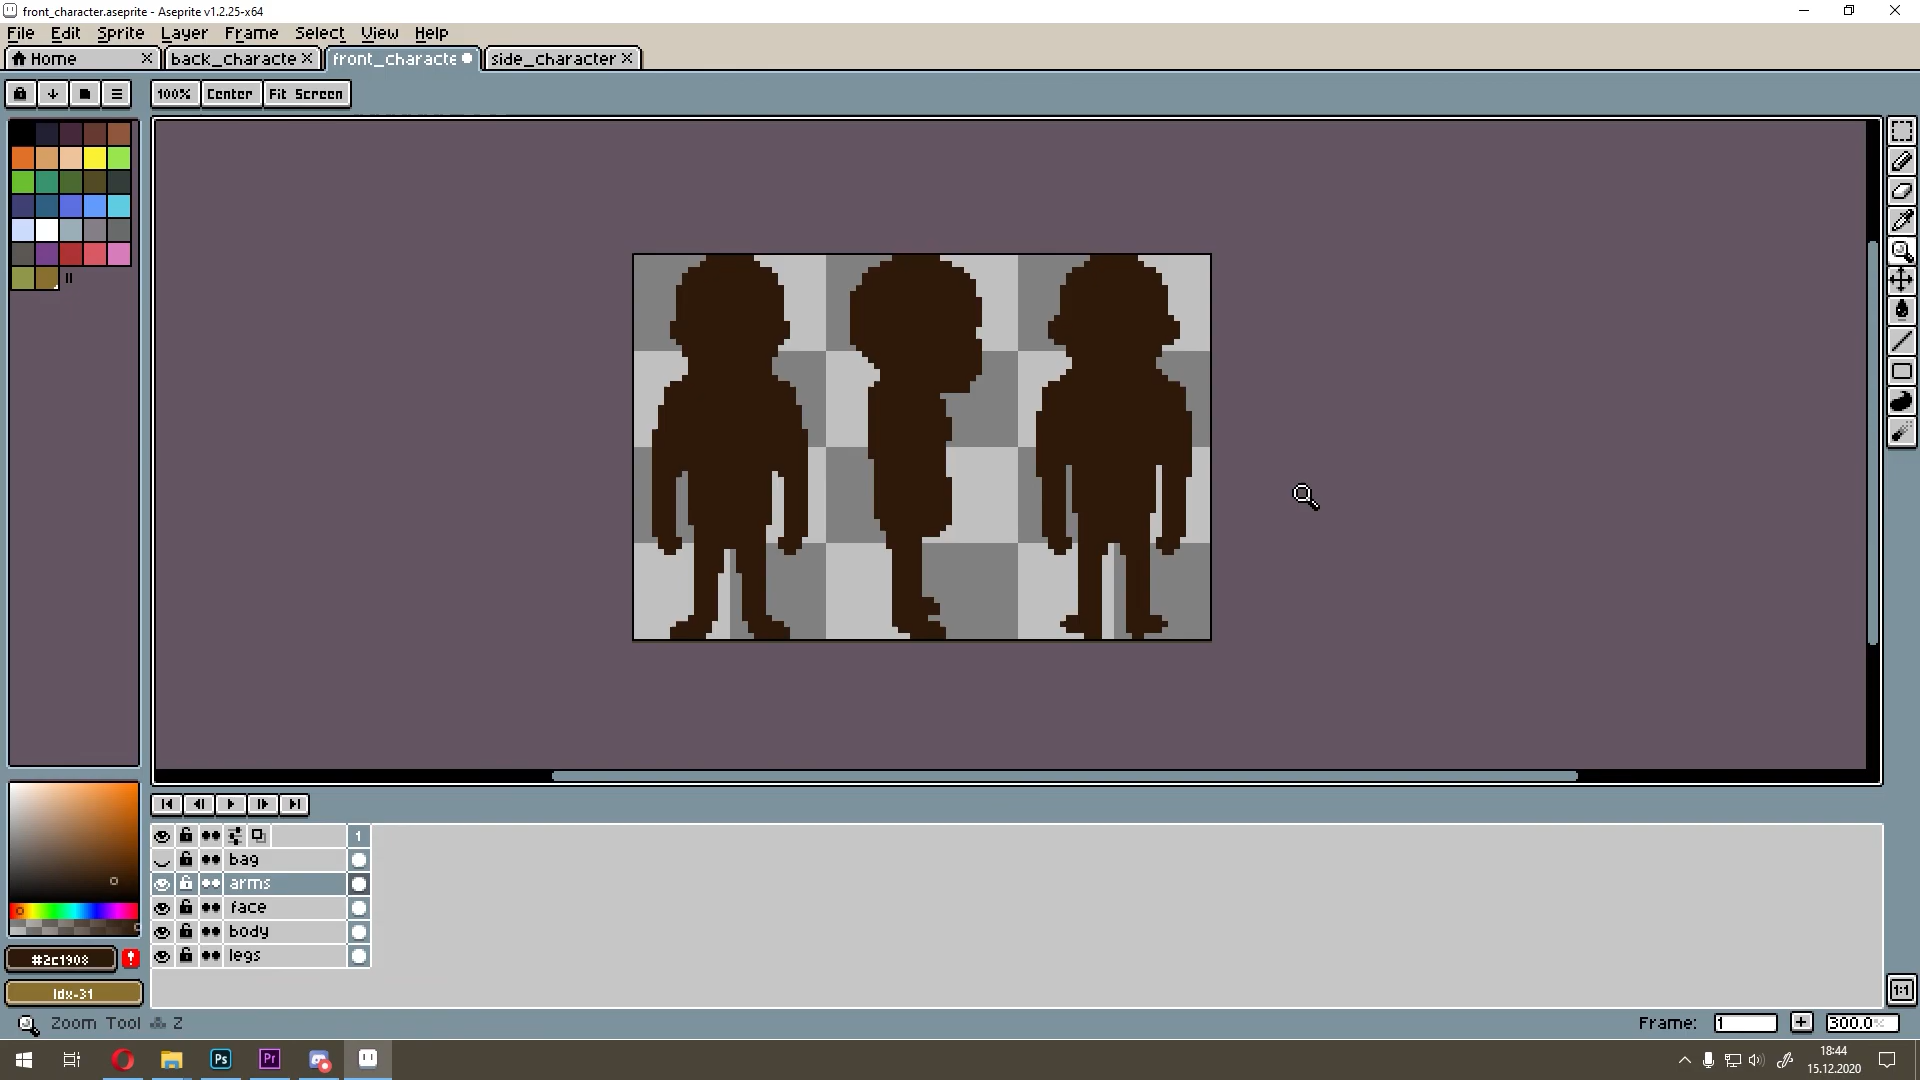 front_character.aseprite - Aseprite v1.2.25-x64
File Edit Sprite Layer Frame Select View Help
Home back_characte front_characte side_character
100% Center Fit Screen
1
bag
arms
face
body
legs
#2c1908
Idx-31
Zoom Tool Z
Frame: 1 300.0%
1:1
Ps Pr
18:44
15.12.2020